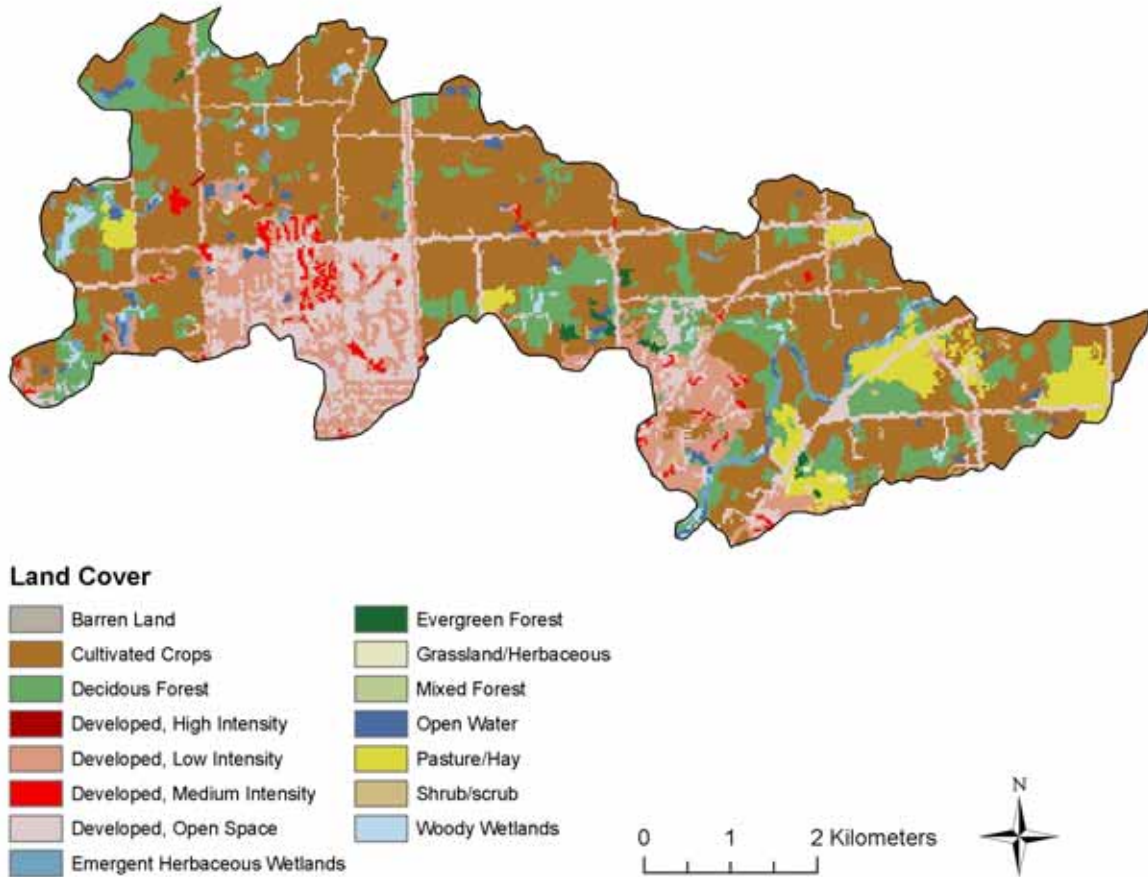 Land Cover
Barren Land
Cultivated Crops
Decidous Forest
Developed, High Intensity
Developed, Low Intensity
Developed, Medium Intensity
Developed, Open Space
Emergent Herbaceous Wetlands
Evergreen Forest
Grassland/Herbaceous
Mixed Forest
Open Water
Pasture/Hay
Shrub/scrub
Woody Wetlands
0 1 2 Kilometers
N